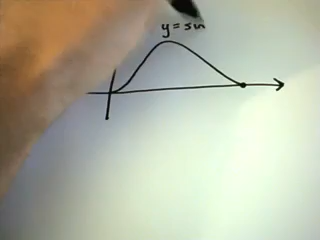 y = sin